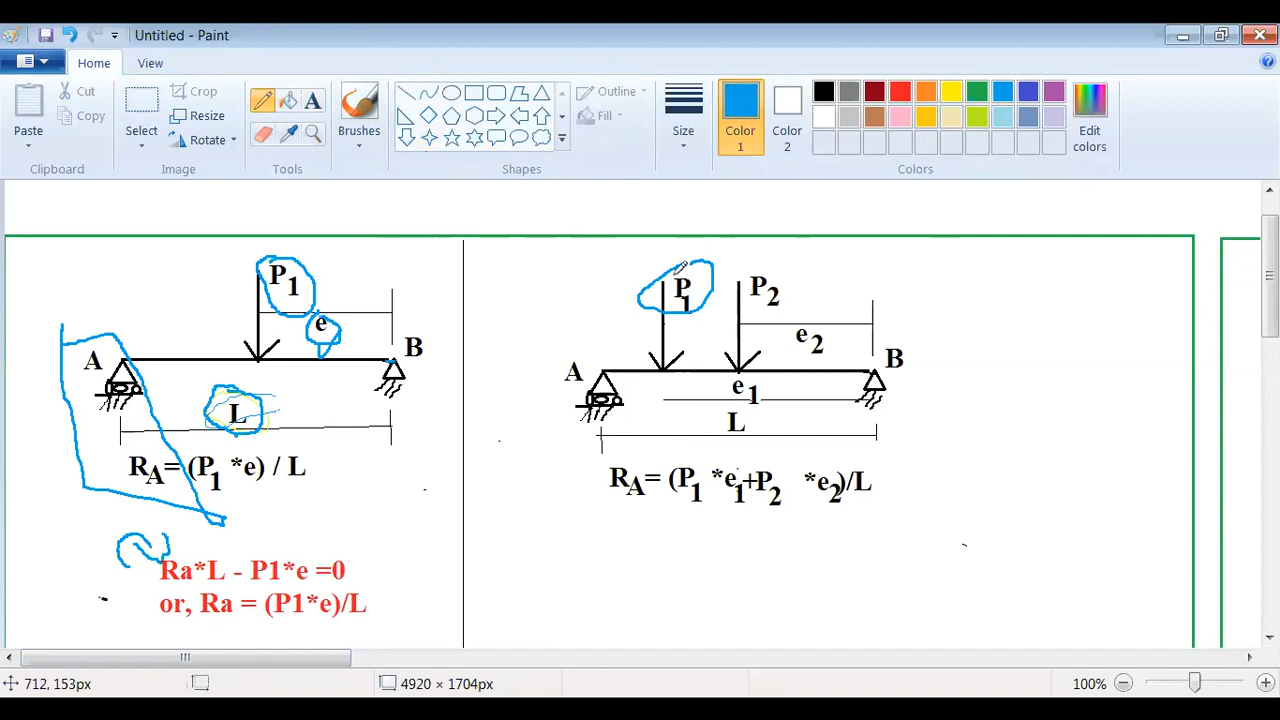 Untitled - Paint
Home View
Paste
Cut
Copy
Select
Crop
Resize
Rotate
A
Brushes
Outline
Fill
Size
Color 1
Color 2
Edit colors
Clipboard
Image
Tools
Shapes
Colors
P1
e
A
B
L
RA= (P1 *e) / L
Ra*L - P1*e =0
or, Ra = (P1*e)/L
P1
P2
e2
A
B
e1
L
RA= (P1 *e1+P2 *e2)/L
712, 153px
4920 × 1704px
100%